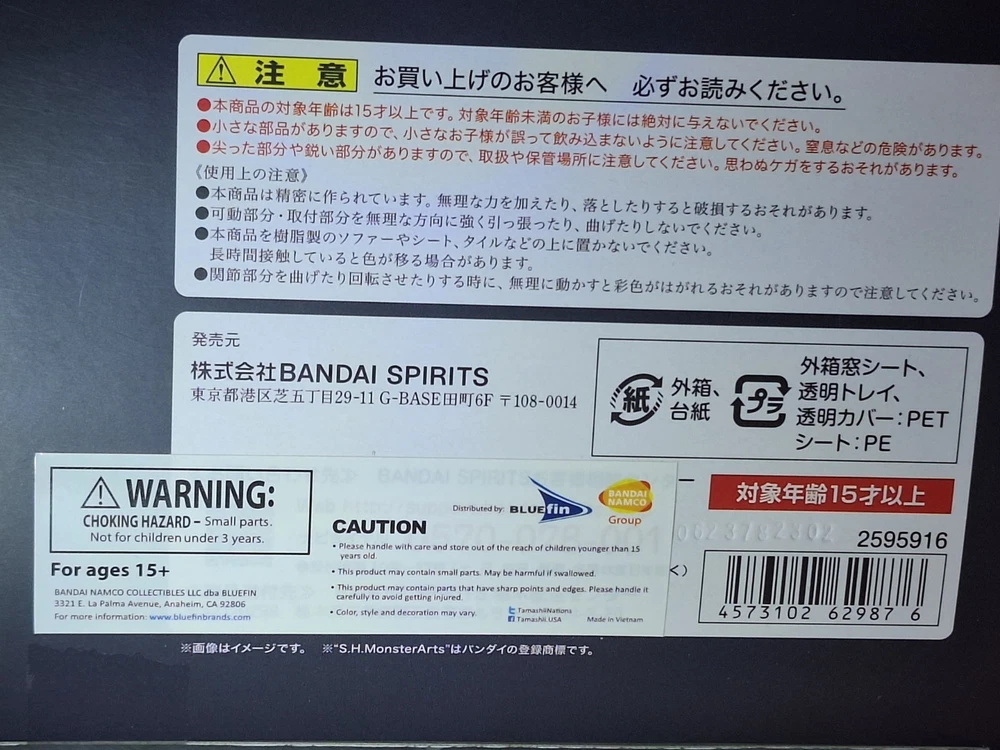 注 意 お買い上げのお客様へ 必ずお読みください。
●本商品の対象年齢は15才以上です。対象年齢未満のお子様には絶対に与えないでください。
●小さな部品がありますので、小さなお子様が誤って飲み込まないように注意してください。窒息などの危険があります。
●尖った部分や鋭い部分がありますので、取扱や保管場所に注意してください。思わぬケガをするおそれがあります。
《使用上の注意》
●本商品は精密に作られています。無理な力を加えたり、落としたりすると破損するおそれがあります。
●可動部分・取付部分を無理な方向に強く引っ張ったり、曲げたりしないでください。
●本商品を樹脂製のソファーやシート、タイルなどの上に置かないでください。
長時間接触していると色が移る場合があります。
●関節部分を曲げたり回転させたりする時に、無理に動かすと彩色がはがれるおそれがありますので注意してください。
発売元
株式会社BANDAI SPIRITS
東京都港区芝五丁目29-11 G-BASE田町6F 〒108-0014
紙 外箱、
台紙
プラ 外箱窓シート、
透明トレイ、
透明カバー:PET
シート:PE
対象年齢15才以上
2595916
4573102 62987 6
WARNING:
CHOKING HAZARD – Small parts.
Not for children under 3 years.
For ages 15+
BANDAI NAMCO COLLECTIBLES LLC dba BLUEFIN
3321 E. La Palma Avenue, Anaheim, CA 92806
For more information: www.bluefinbrands.com
Distributed by: BLUEfin
BANDAI
NAMCO
Group
CAUTION
• Please handle with care and store out of the reach of children younger than 15
years old.
• This product may contain small parts. May be harmful if swallowed.
• This product may contain parts that have sharp points and edges. Please handle it
carefully to avoid getting injured.
• Color, style and decoration may vary.
TamashiiNations
Tamashii.USA
Made in Vietnam
※画像はイメージです。 ※"S.H.MonsterArts"はバンダイの登録商標です。